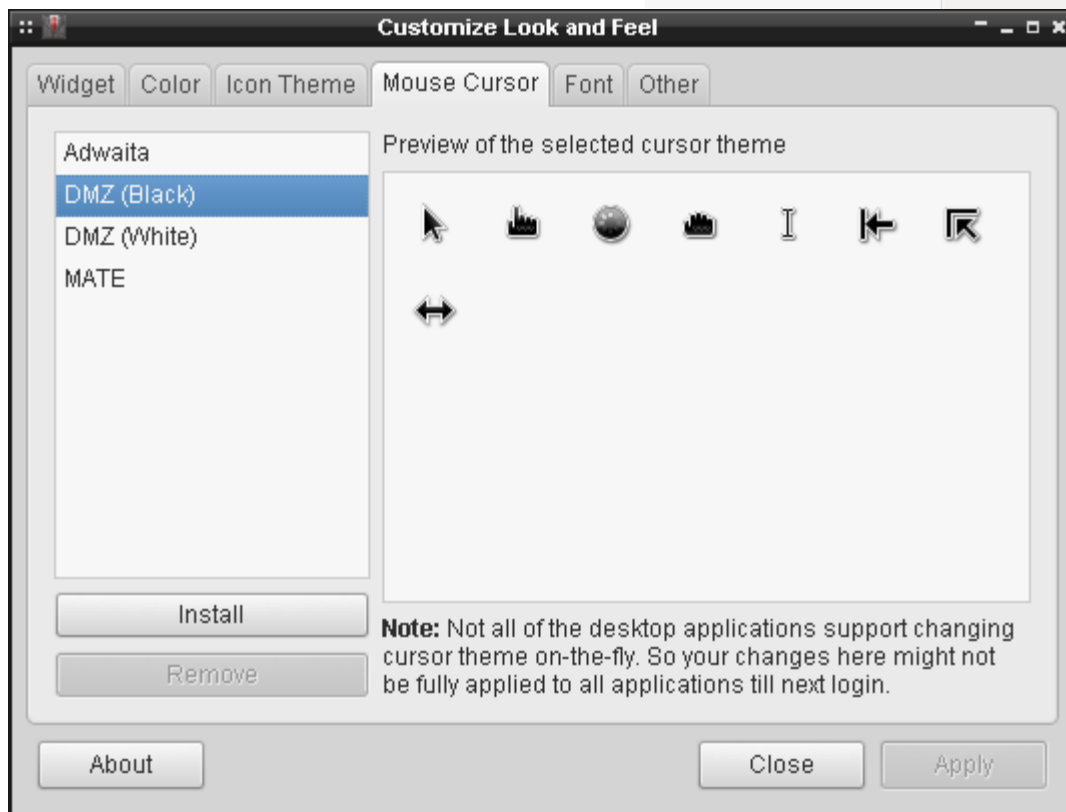 Customize Look and Feel
Widget Color Icon Theme Mouse Cursor Font Other
Adwaita
DMZ (Black)
DMZ (White)
MATE
Install
Remove
Preview of the selected cursor theme
Note: Not all of the desktop applications support changing
cursor theme on-the-fly. So your changes here might not
be fully applied to all applications till next login.
About Close Apply